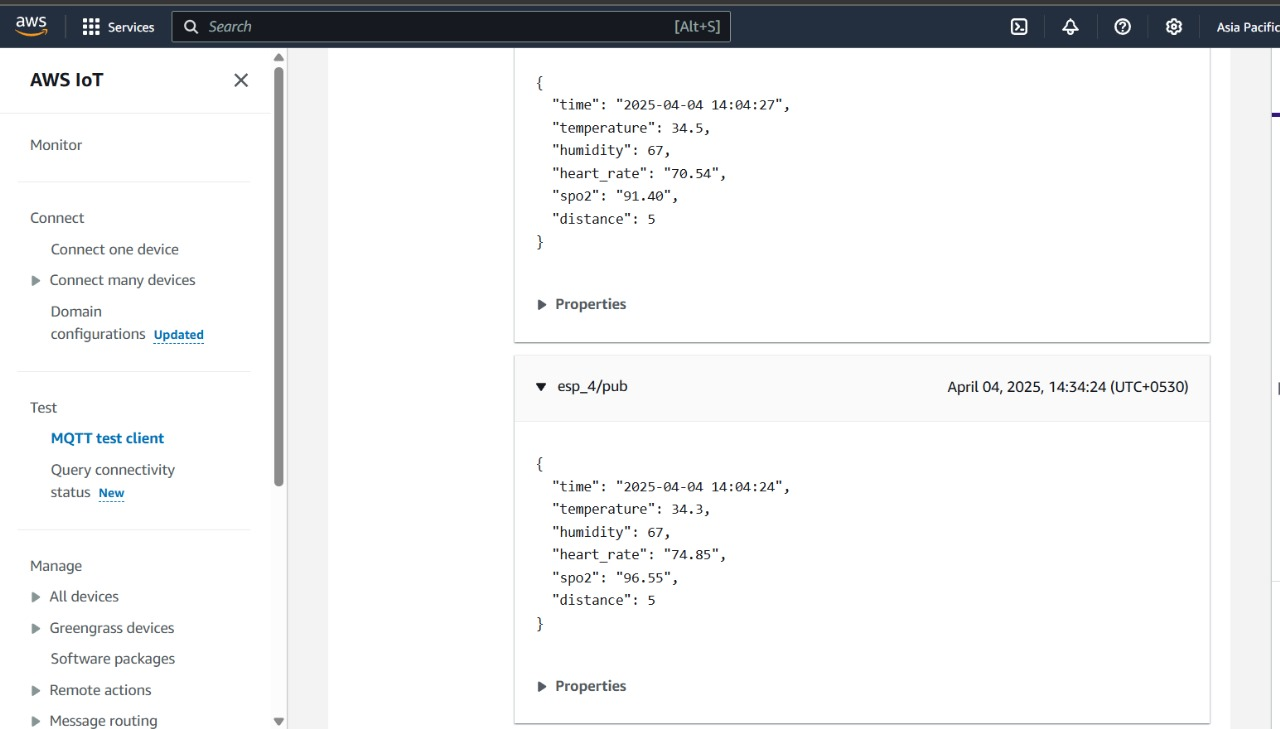 aws
Services
Search
[Alt+S]
Asia Pacific
AWS IoT
Monitor
Connect
Connect one device
Connect many devices
Domain
configurations Updated
Test
MQTT test client
Query connectivity
status New
Manage
All devices
Greengrass devices
Software packages
Remote actions
Message routing
{
"time": "2025-04-04 14:04:27",
"temperature": 34.5,
"humidity": 67,
"heart_rate": "70.54",
"spo2": "91.40",
"distance": 5
}
Properties
esp_4/pub
April 04, 2025, 14:34:24 (UTC+0530)
{
"time": "2025-04-04 14:04:24",
"temperature": 34.3,
"humidity": 67,
"heart_rate": "74.85",
"spo2": "96.55",
"distance": 5
}
Properties